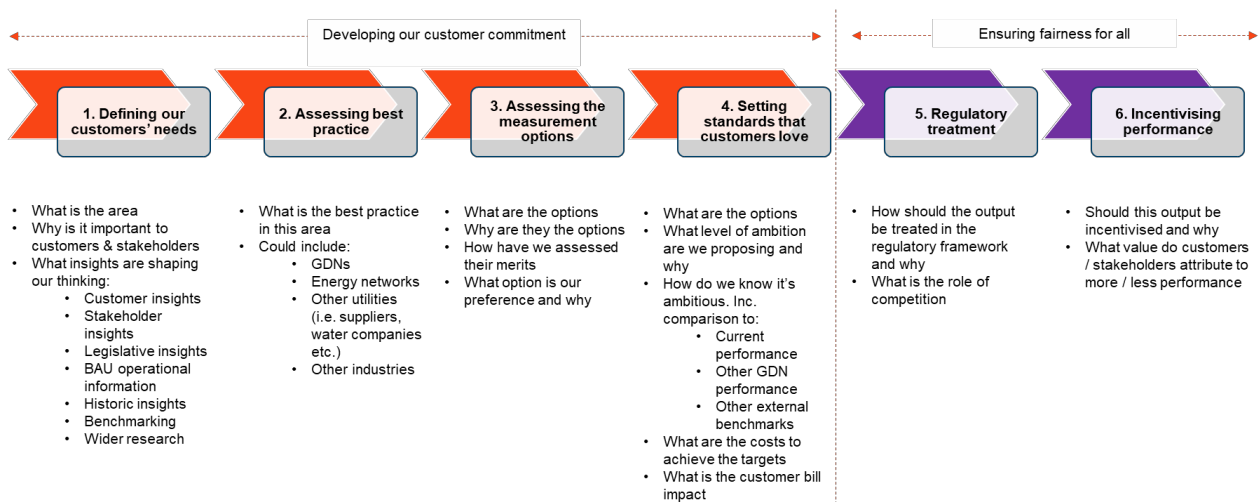 Developing our customer commitment
Ensuring fairness for all
1. Defining our
customers' needs
2. Assessing best
practice
3. Assessing the
measurement
options
4. Setting
standards that
customers love
5. Regulatory
treatment
6. Incentivising
performance
• What is the area
• Why is it important to
customers & stakeholders
• What insights are shaping
our thinking:
• Customer insights
• Stakeholder
insights
• Legislative insights
• BAU operational
information
• Historic insights
• Benchmarking
• Wider research
• What is the best practice
in this area
• Could include:
• GDNs
• Energy networks
• Other utilities
(i.e. suppliers,
water companies
etc.)
• Other industries
• What are the options
• Why are they the options
• How have we assessed
their merits
• What option is our
preference and why
• What are the options
• What level of ambition
are we proposing and
why
• How do we know it's
ambitious. Inc.
comparison to:
• Current
performance
• Other GDN
performance
• Other external
benchmarks
• What are the costs to
achieve the targets
• What is the customer bill
impact
• How should the output
be treated in the
regulatory framework
and why
• What is the role of
competition
• Should this output be
incentivised and why
• What value do customers
/ stakeholders attribute to
more / less performance